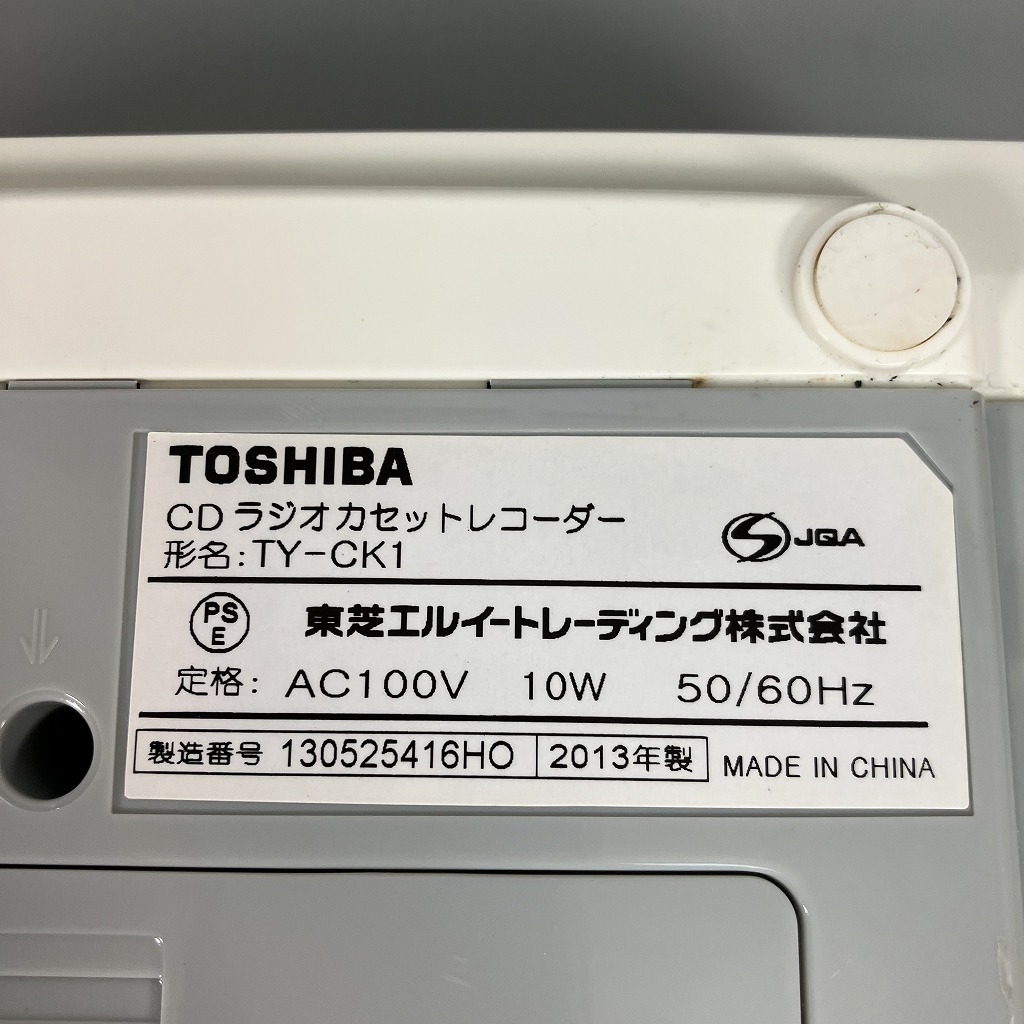 TOSHIBA
CDラジオカセットレコーダー
形名:TY-CK1
JQA
PS
E
東芝エルイートレーディング株式会社
定格: AC100V 10W 50/60Hz
製造番号 130525416HO 2013年製 MADE IN CHINA